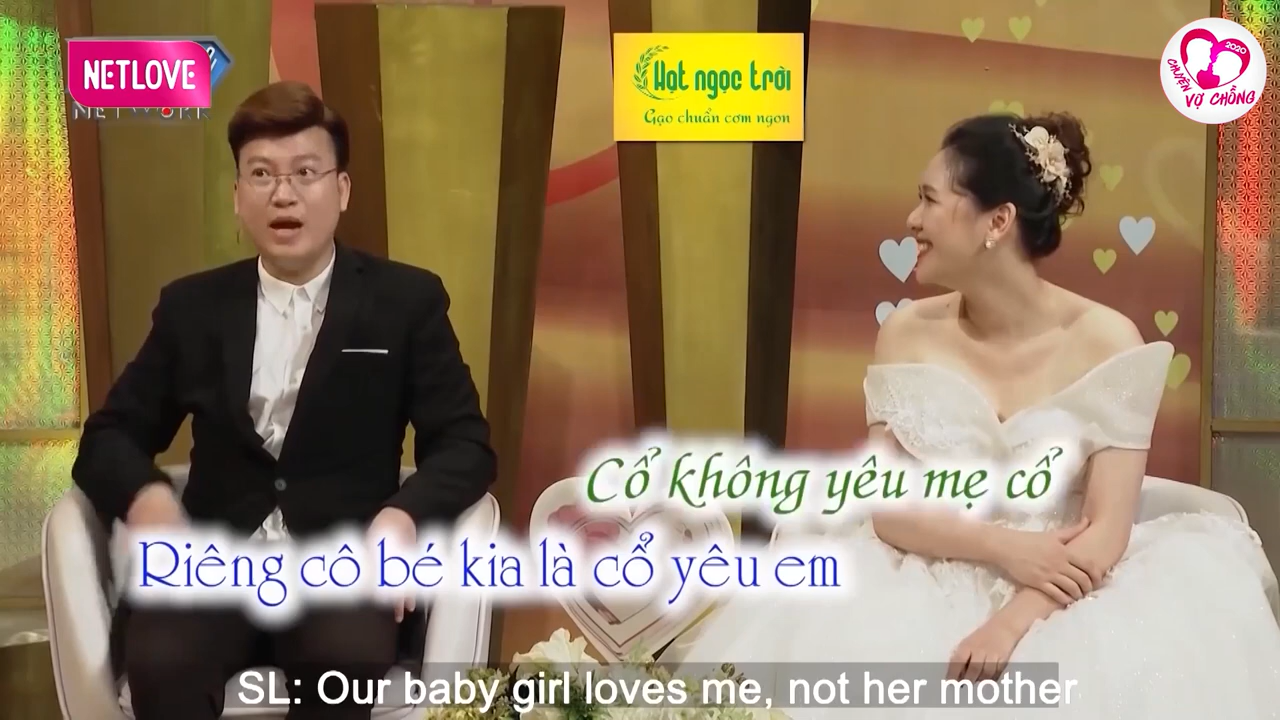 NETLOVE
NETWORK
Hạt ngọc trời
Gạo chuẩn cơm ngon
2020
CHUYỆN
VỢ CHỒNG
Cổ không yêu mẹ cổ
Riêng cô bé kia là cổ yêu em
SL: Our baby girl loves me, not her mother